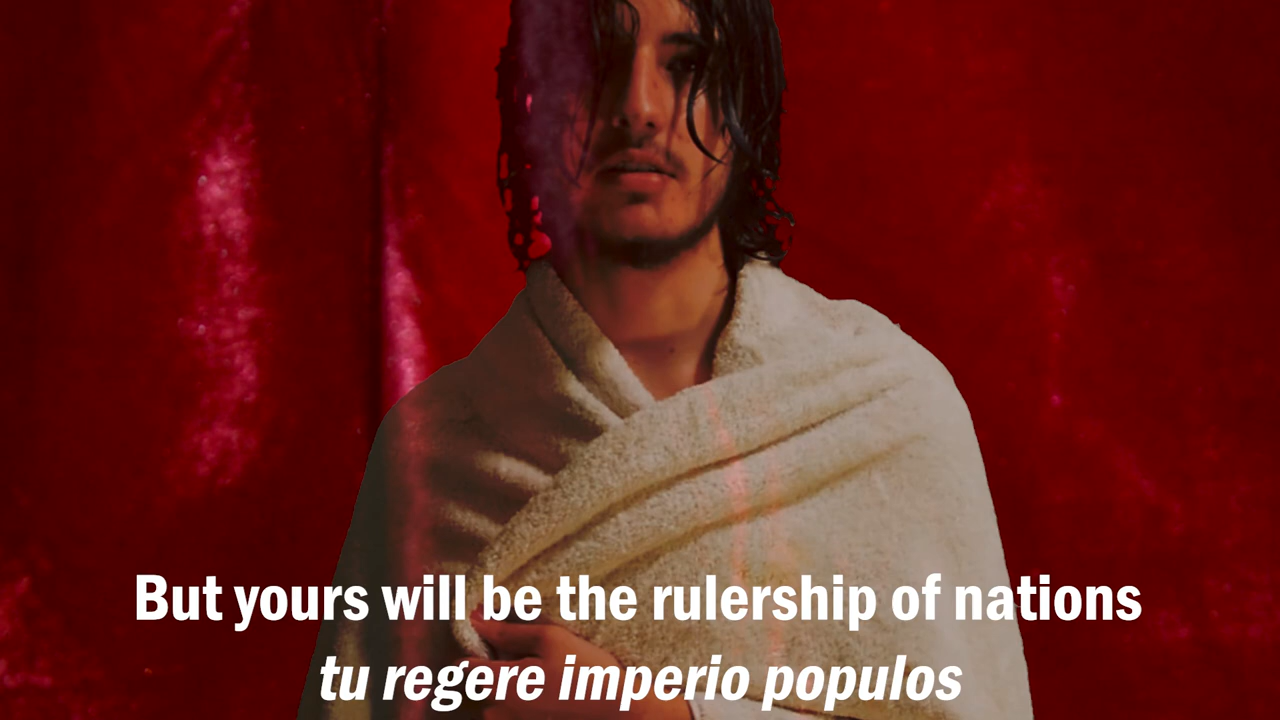 But yours will be the rulership of nations
tu regere imperio populos